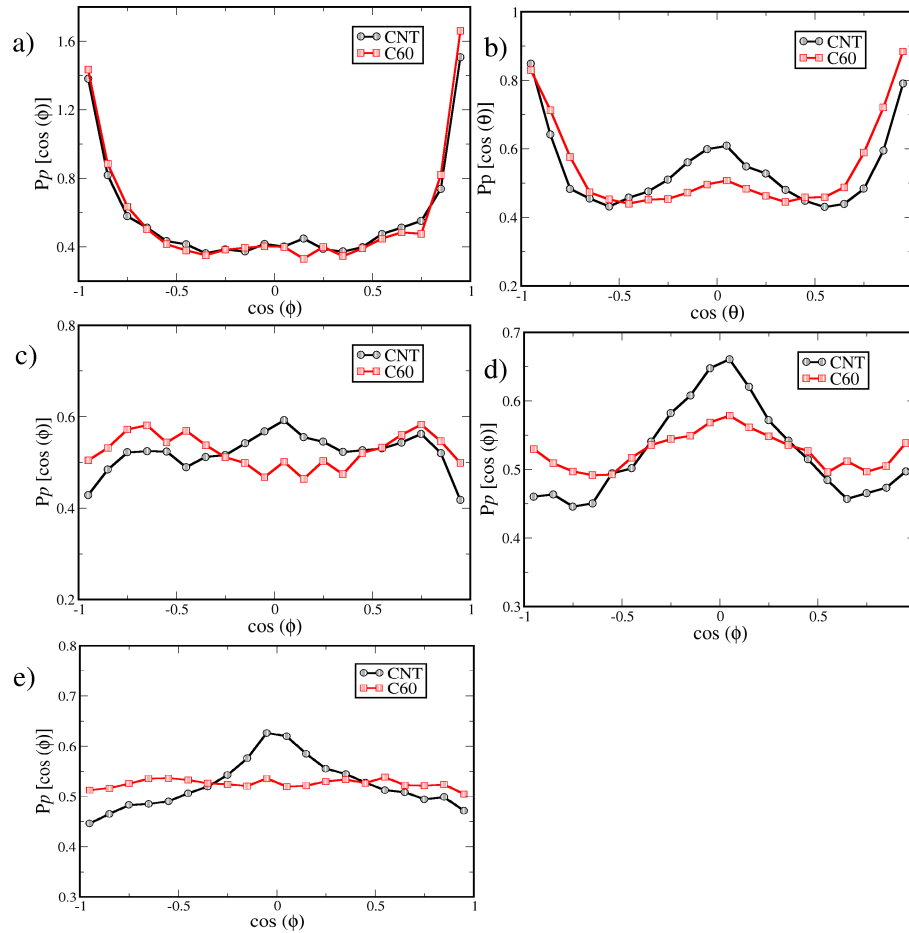 a)
1.6
1.2
0.8
0.4
Pp [cos (ϕ)]
CNT
C60
-1
-0.5
0
0.5
1
cos (ϕ)
b)
1
0.8
0.6
0.4
0.2
Pp [cos (θ)]
CNT
C60
-1
-0.5
0
0.5
cos (θ)
c)
0.8
0.6
0.4
0.2
Pp [cos (ϕ)]
CNT
C60
-1
-0.5
0
0.5
1
cos (ϕ)
d)
0.7
0.6
0.5
0.4
0.3
Pp [cos (ϕ)]
CNT
C60
-1
-0.5
0
0.5
cos (ϕ)
e)
0.8
0.7
0.6
0.5
0.4
0.3
Pp [cos (ϕ)]
CNT
C60
-1
-0.5
0
0.5
1
cos (ϕ)